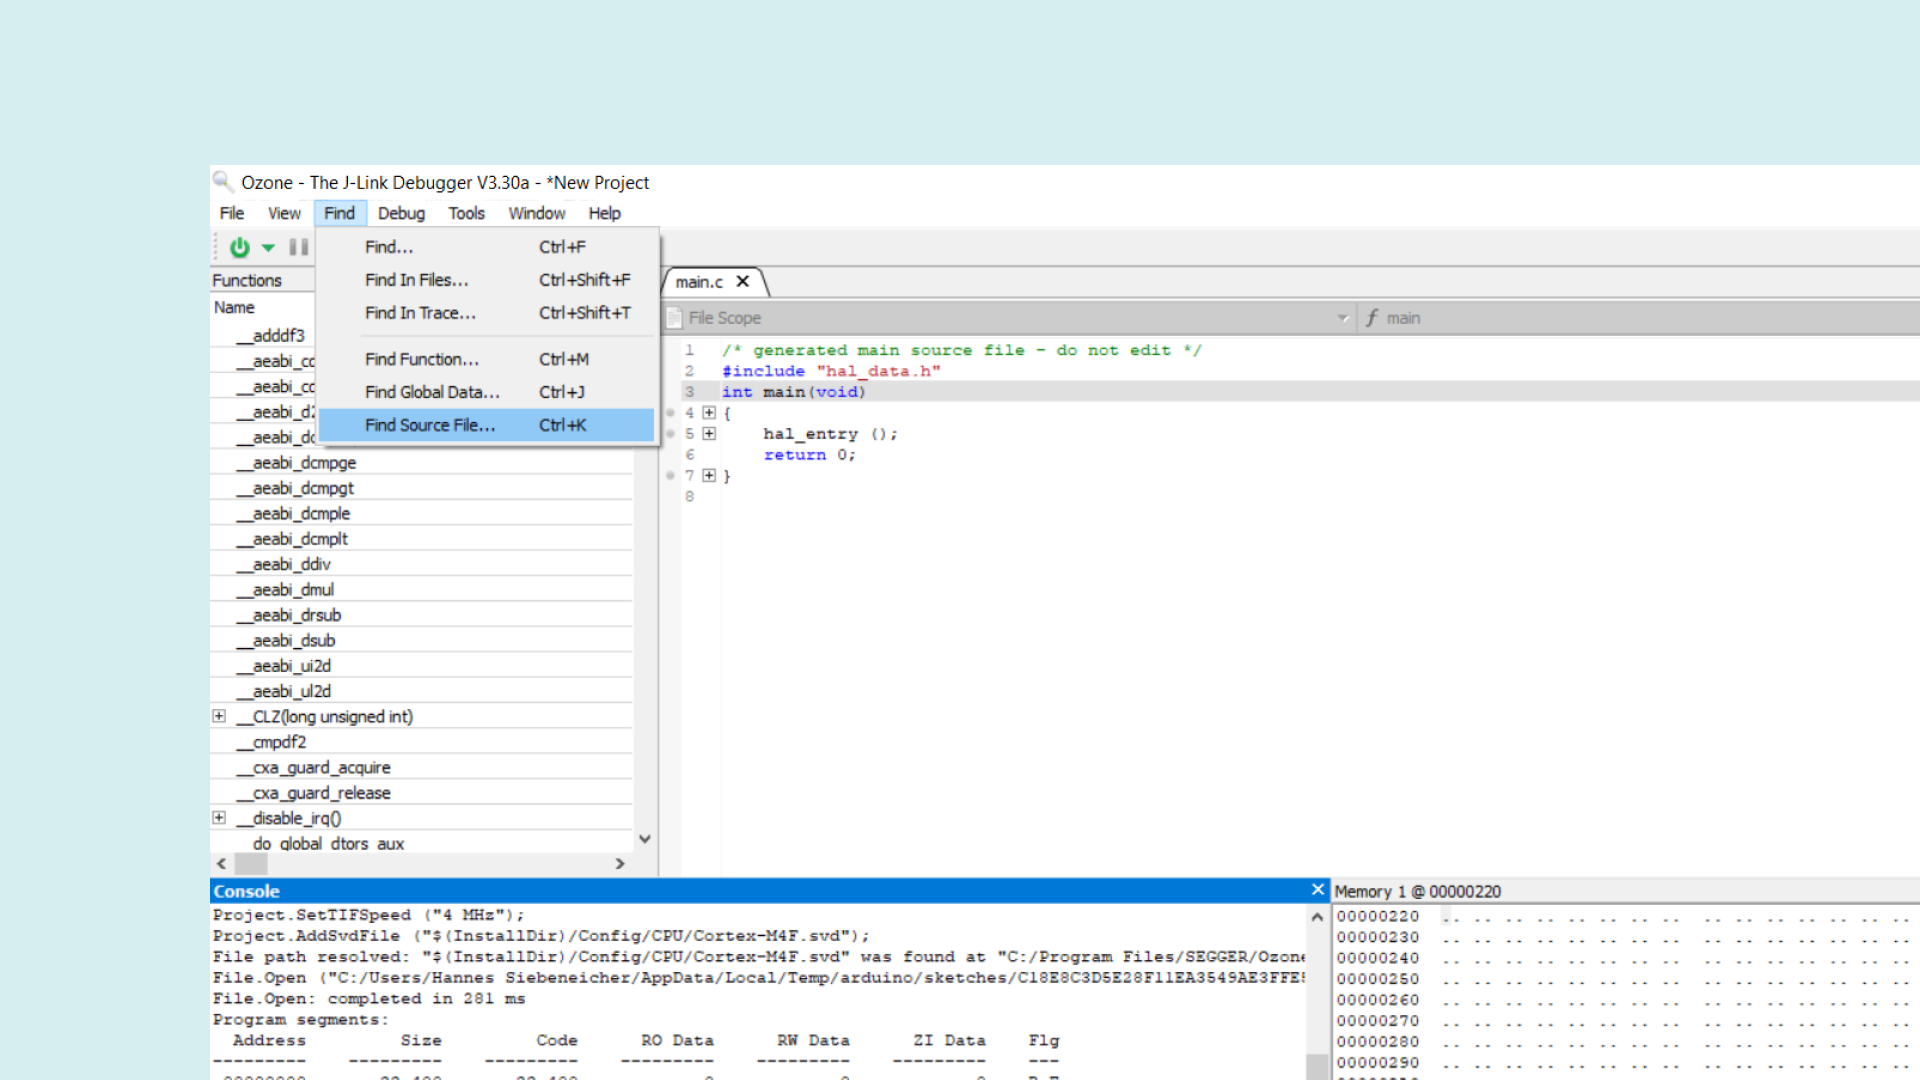 Ozone - The J-Link Debugger V3.30a - *New Project
File View Find Debug Tools Window Help
Find... Ctrl+F
Find In Files... Ctrl+Shift+F
Find In Trace... Ctrl+Shift+T
Find Function... Ctrl+M
Find Global Data... Ctrl+J
Find Source File... Ctrl+K
Functions
Name
__adddf3
__aeabi_dcmpge
__aeabi_dcmpgt
__aeabi_dcmple
__aeabi_dcmplt
__aeabi_ddiv
__aeabi_dmul
__aeabi_drsub
__aeabi_dsub
__aeabi_ui2d
__aeabi_ul2d
__CLZ(long unsigned int)
__cmpdf2
__cxa_guard_acquire
__cxa_guard_release
__disable_irq()
do_global_dtors_aux
main.c
File Scope
f main
1 /* generated main source file - do not edit */
2 #include "hal_data.h"
3 int main(void)
4 {
5 hal_entry ();
6 return 0;
7 }
8
Console
Project.SetTIFSpeed ("4 MHz");
Project.AddSvdFile ("$(InstallDir)/Config/CPU/Cortex-M4F.svd");
File path resolved: "$(InstallDir)/Config/CPU/Cortex-M4F.svd" was found at "C:/Program Files/SEGGER/Ozone
File.Open ("C:/Users/Hannes Siebeneicher/AppData/Local/Temp/arduino/sketches/C18E8C3D5E28F11EA3549AE3FFE
File.Open: completed in 281 ms
Program segments:
Address Size Code RO Data RW Data ZI Data Flg
--------- --------- --------- --------- --------- --------- ---
Memory 1 @ 00000220
00000220 .. .. .. .. .. .. .. .. .. .. .. .. .. .. ..
00000230 .. .. .. .. .. .. .. .. .. .. .. .. .. .. ..
00000240 .. .. .. .. .. .. .. .. .. .. .. .. .. .. ..
00000250 .. .. .. .. .. .. .. .. .. .. .. .. .. .. ..
00000260 .. .. .. .. .. .. .. .. .. .. .. .. .. .. ..
00000270 .. .. .. .. .. .. .. .. .. .. .. .. .. .. ..
00000280 .. .. .. .. .. .. .. .. .. .. .. .. .. .. ..
00000290 .. .. .. .. .. .. .. .. .. .. .. .. .. .. ..